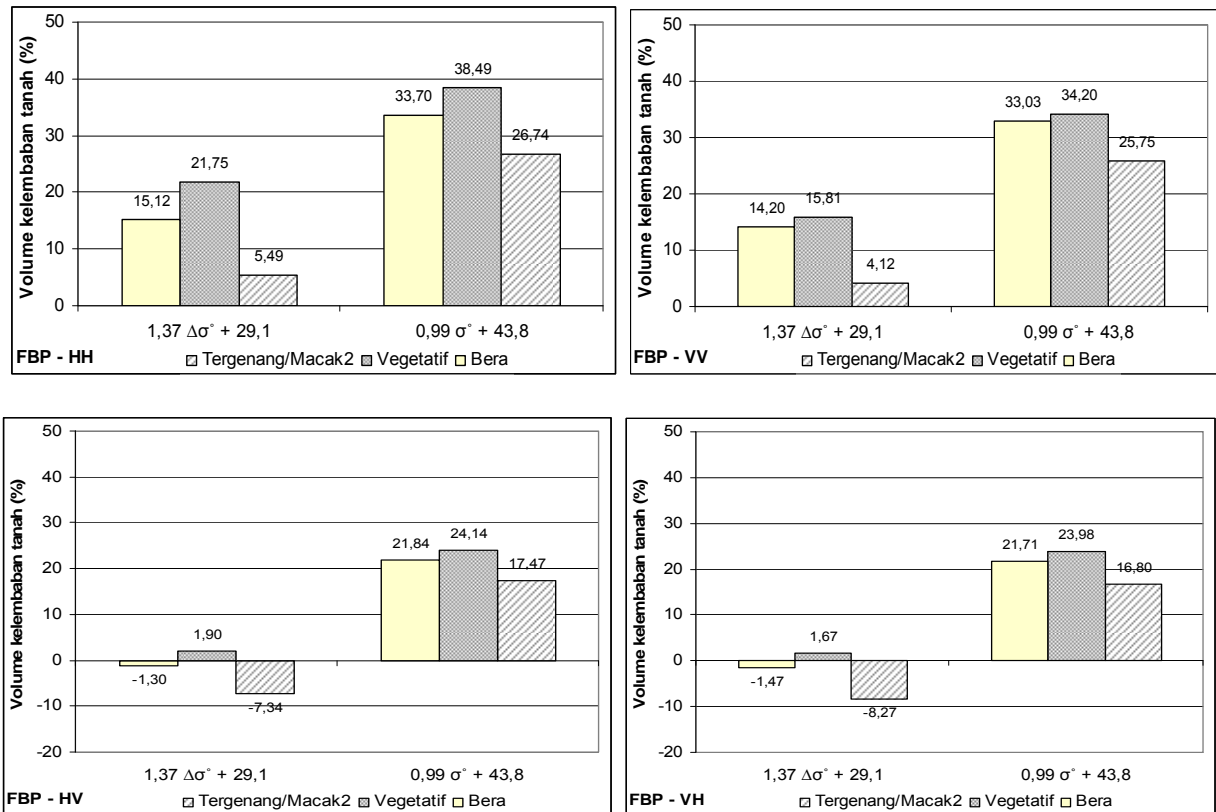 Volume kelembaban tanah (%)
50
40
30
20
10
0
15,12
21,75
5,49
33,70
38,49
26,74
1,37 Δσ° + 29,1
0,99 σ° + 43,8
FBP - HH
Tergenang/Macak2 Vegetatif Bera
Volume kelembaban tanah (%)
50
40
30
20
10
0
14,20
15,81
4,12
33,03
34,20
25,75
1,37 Δσ° + 29,1
0,99 σ° + 43,8
FBP - VV
Tergenang/Macak2 Vegetatif Bera
Volume kelembaban tanah (%)
50
40
30
20
10
0
-10
-20
-1,30
1,90
-7,34
21,84
24,14
17,47
1,37 Δσ° + 29,1
0,99 σ° + 43,8
FBP - HV
Tergenang/Macak2 Vegetatif Bera
Volume kelembaban tanah (%)
50
40
30
20
10
0
-10
-20
-1,47
1,67
-8,27
21,71
23,98
16,80
1,37 Δσ° + 29,1
0,99 σ° + 43,8
FBP - VH
Tergenang/Macak2 Vegetatif Bera